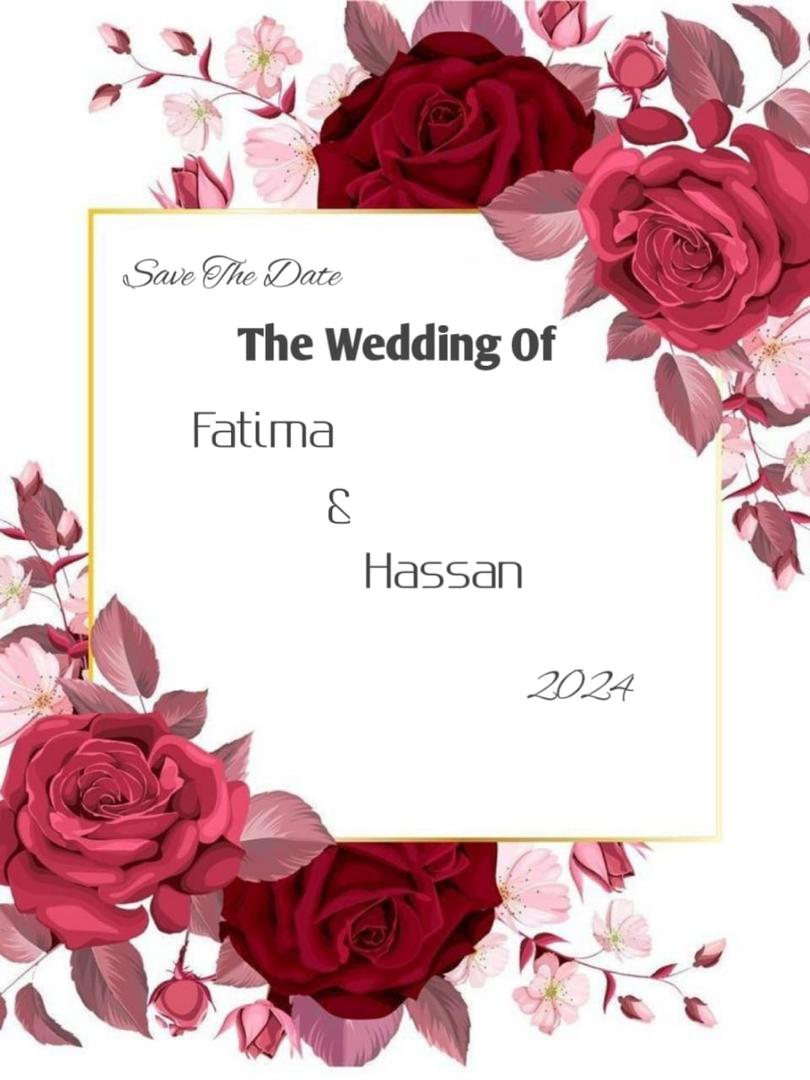 Save The Date
The Wedding Of
Fatima
&
Hassan
2024